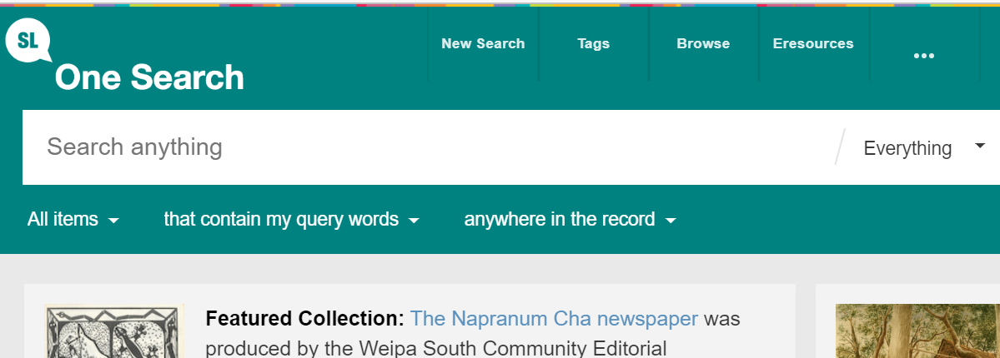 SL
One Search
New Search Tags Browse Eresources ...
Search anything Everything
All items that contain my query words anywhere in the record
Featured Collection: The Napranum Cha newspaper was
produced by the Weipa South Community Editorial